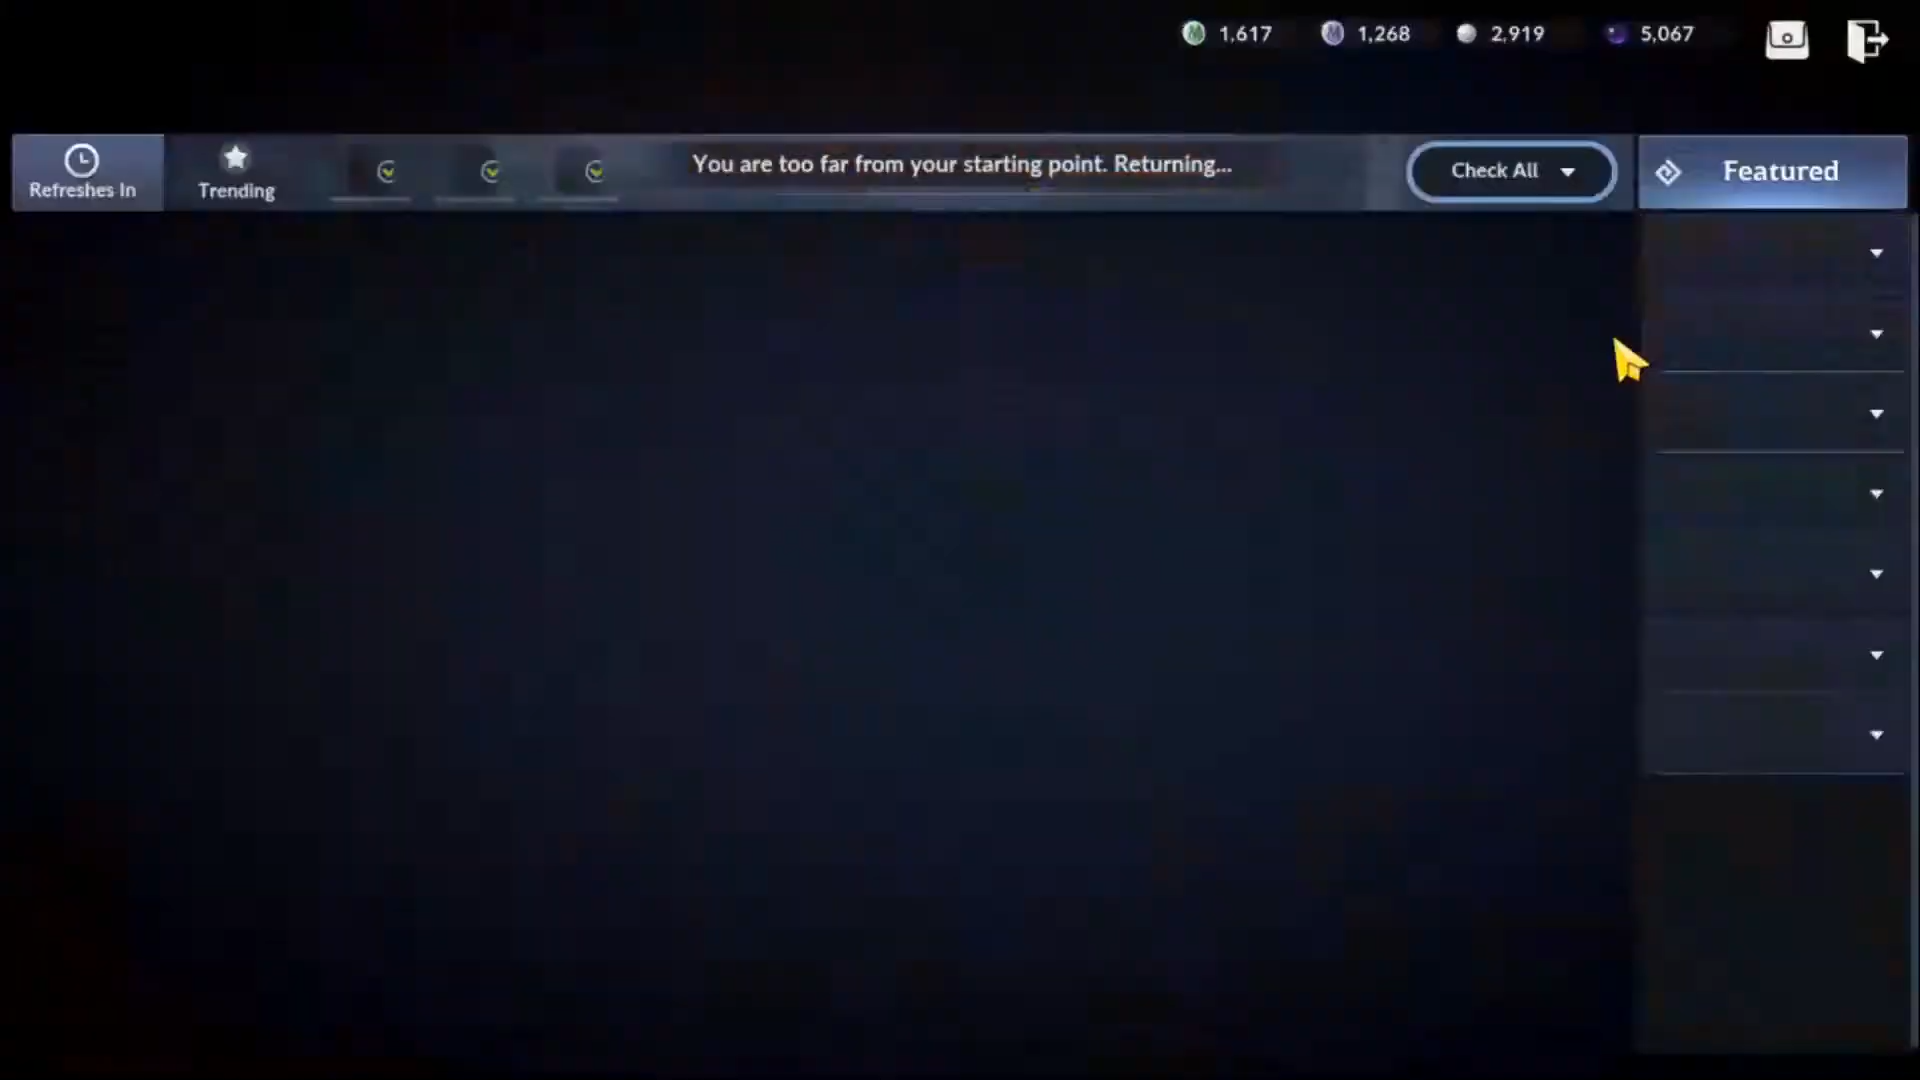 1,617
1,268
2,919
5,067
Refreshes In
Trending
You are too far from your starting point. Returning...
Check All
Featured